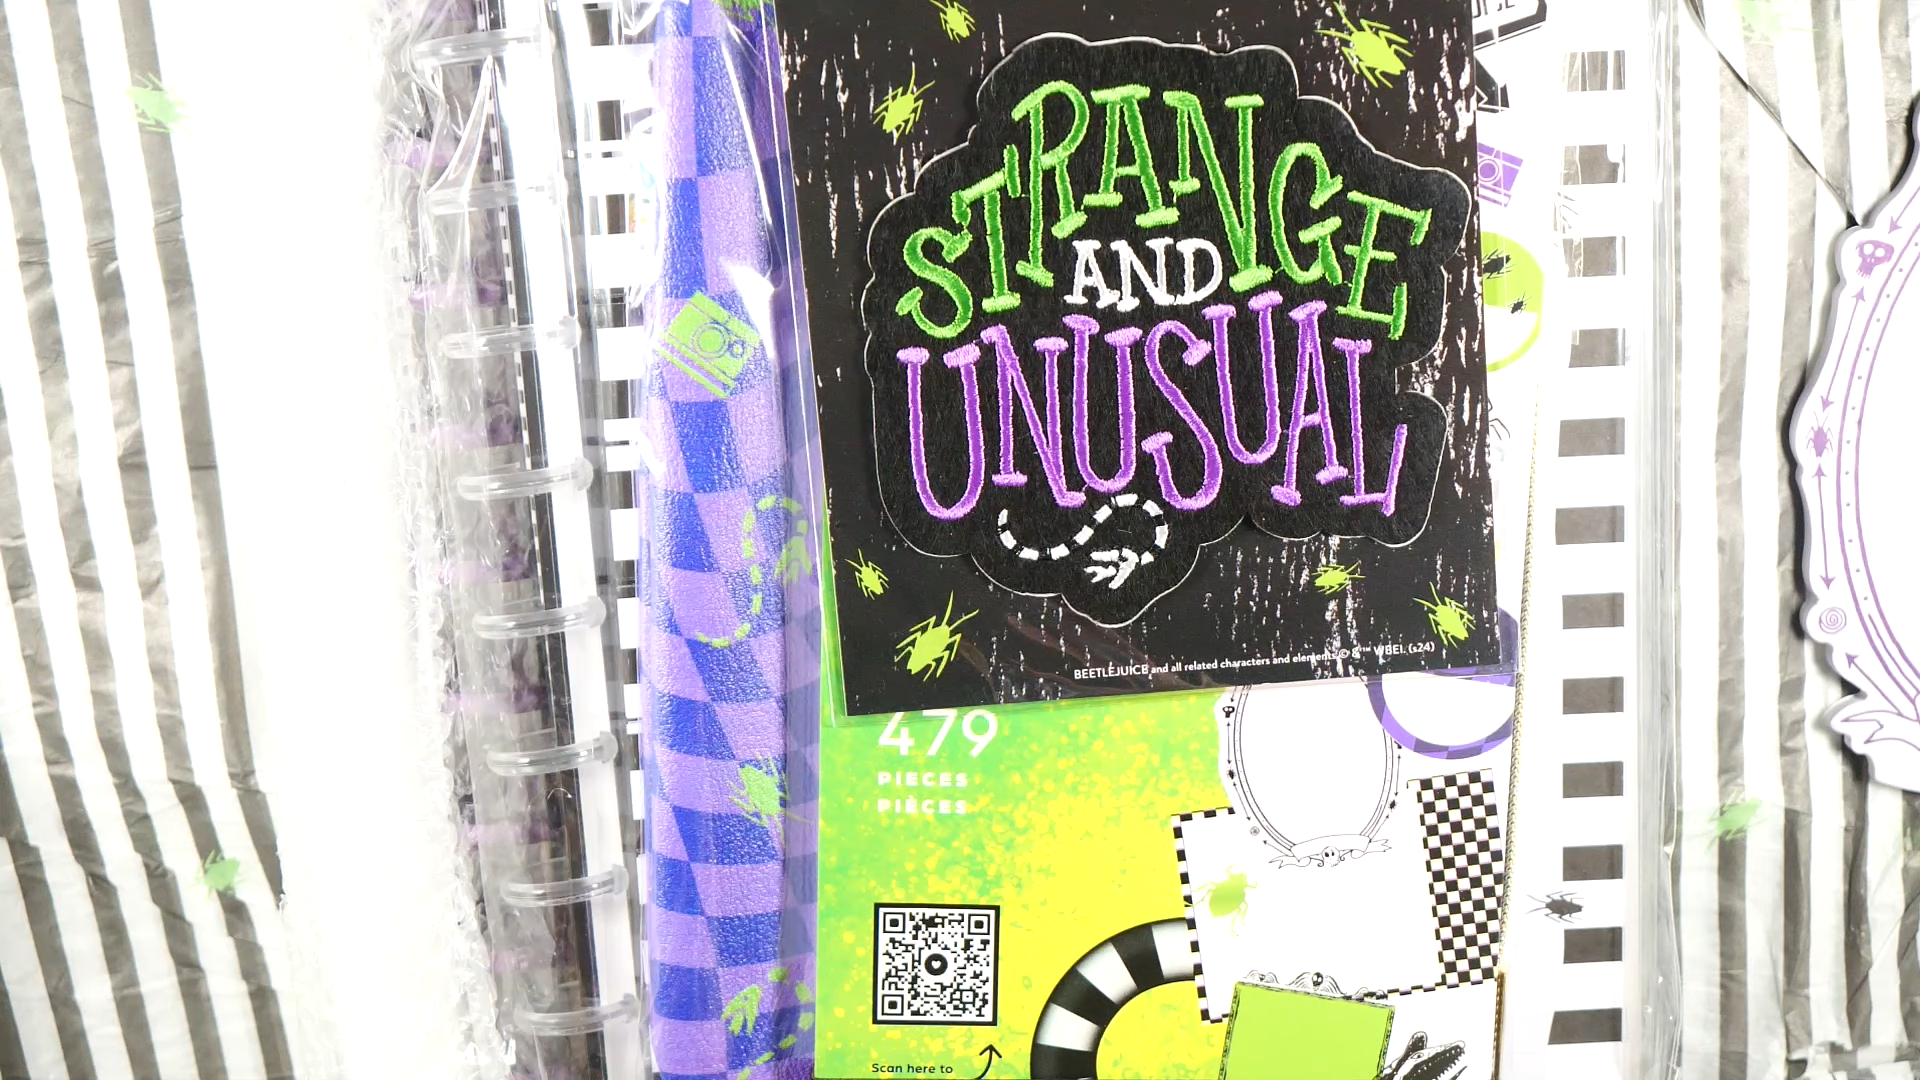 STRANGE
AND
UNUSUAL
BEETLEJUICE and all related characters and elements © & ™ WBEI. (s24)
479
PIECES
PIÈCES
Scan here to